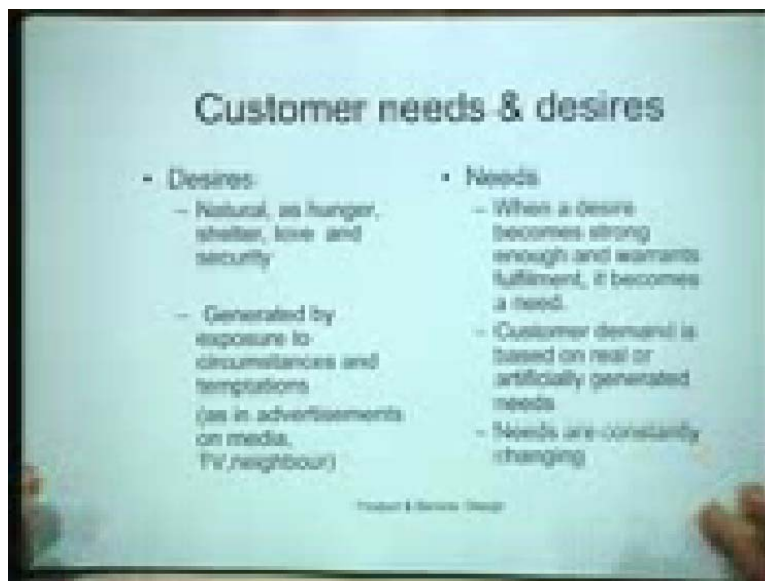 Customer needs & desires
• Desires
– Natural, as hunger,
shelter, love and
security
– Generated by
exposure to
circumstances and
temptations
(as in advertisements
on media,
TV,neighbour)
• Needs
– When a desire
becomes strong
enough and warrants
fulfilment, it becomes
a need.
– Customer demand is
based on real or
artificially generated
needs
– Needs are constantly
changing
Product & Service Design